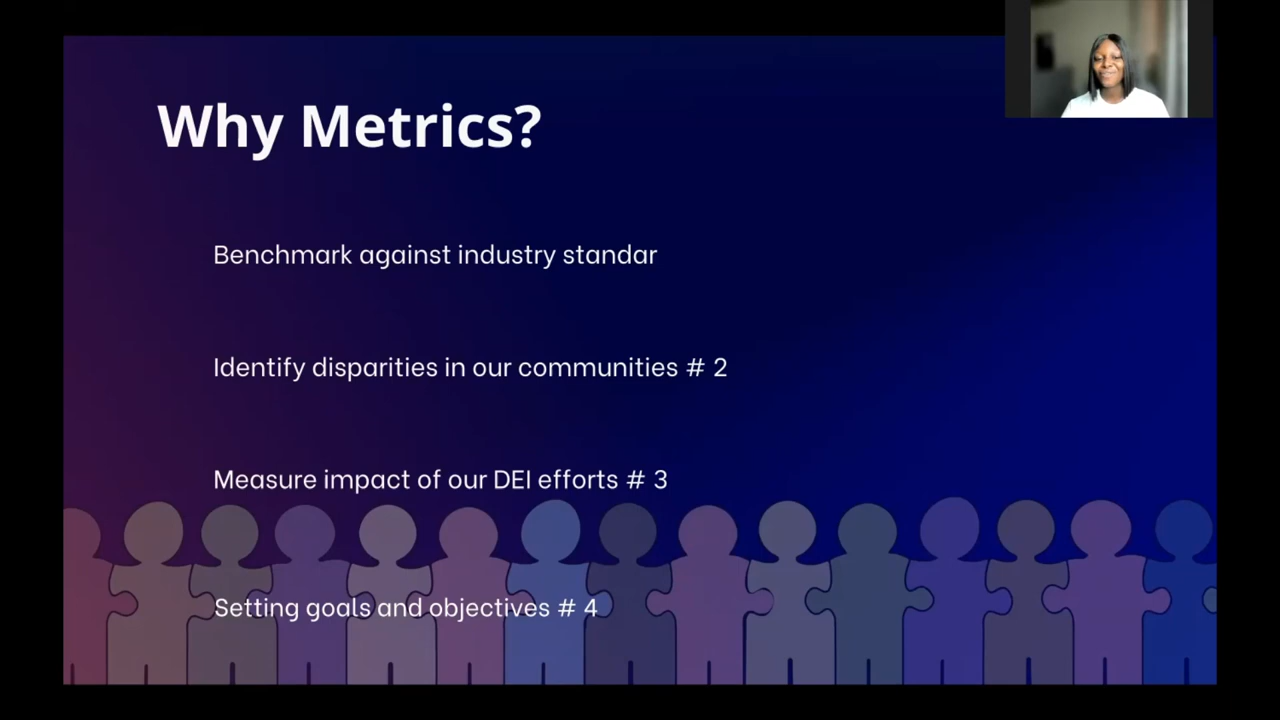 Why Metrics?
Benchmark against industry standar
Identify disparities in our communities # 2
Measure impact of our DEI efforts # 3
Setting goals and objectives # 4